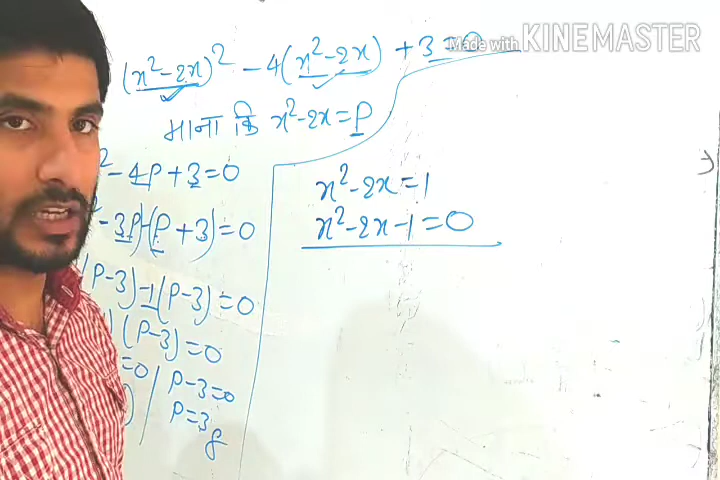 (x²-2x)² - 4(x²-2x) + 3 = 0
Made with KINEMASTER
माना कि x²-2x = P
² - 4P + 3 = 0
- 3P) - (P + 3) = 0
(P-3) - 1(P-3) = 0
) (P-3) = 0
= 0 / P-3 = 0
) P = 3
x²-2x = 1
x²-2x-1 = 0